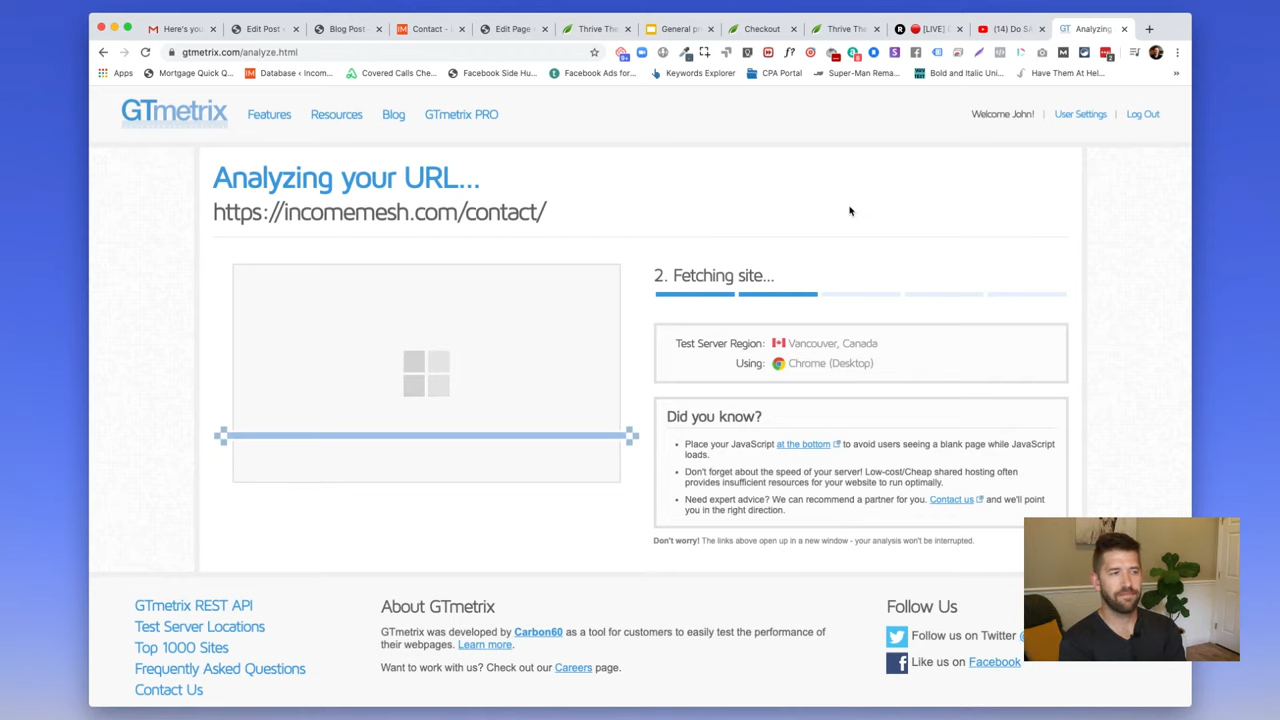 Here's you
Edit Post
Blog Post
Contact -
Edit Page
Thrive The
General pr
Checkout
Thrive The
[LIVE]
(14) Do SA
Analyzing
gtmetrix.com/analyze.html
Apps
Mortgage Quick Q...
Database ‹ Incom...
Covered Calls Che...
Facebook Side Hu...
Facebook Ads for...
Keywords Explorer
CPA Portal
Super-Man Rema...
Bold and Italic Uni...
Have Them At Hel...
»
GTmetrix
Features
Resources
Blog
GTmetrix PRO
Welcome John!
User Settings
Log Out
Analyzing your URL...
https://incomemesh.com/contact/
2. Fetching site...
Test Server Region: Vancouver, Canada
Using: Chrome (Desktop)
Did you know?
• Place your JavaScript at the bottom to avoid users seeing a blank page while JavaScript
loads.
• Don't forget about the speed of your server! Low-cost/Cheap shared hosting often
provides insufficient resources for your website to run optimally.
• Need expert advice? We can recommend a partner for you. Contact us and we'll point
you in the right direction.
Don't worry! The links above open up in a new window - your analysis won't be interrupted.
GTmetrix REST API
Test Server Locations
Top 1000 Sites
Frequently Asked Questions
Contact Us
About GTmetrix
GTmetrix was developed by Carbon60 as a tool for customers to easily test the performance of
their webpages. Learn more.
Want to work with us? Check out our Careers page.
Follow Us
Follow us on Twitter
Like us on Facebook